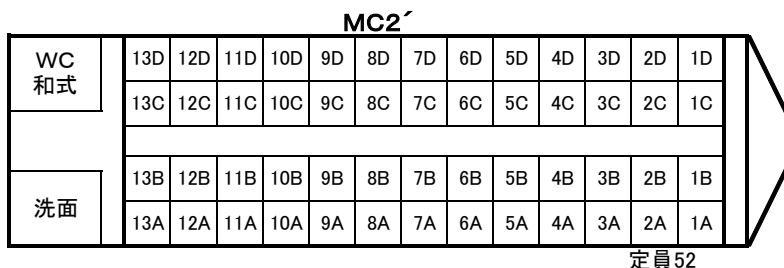 MC2´
WC
和式
13D 12D 11D 10D 9D 8D 7D 6D 5D 4D 3D 2D 1D
13C 12C 11C 10C 9C 8C 7C 6C 5C 4C 3C 2C 1C
13B 12B 11B 10B 9B 8B 7B 6B 5B 4B 3B 2B 1B
洗面
13A 12A 11A 10A 9A 8A 7A 6A 5A 4A 3A 2A 1A
定員52